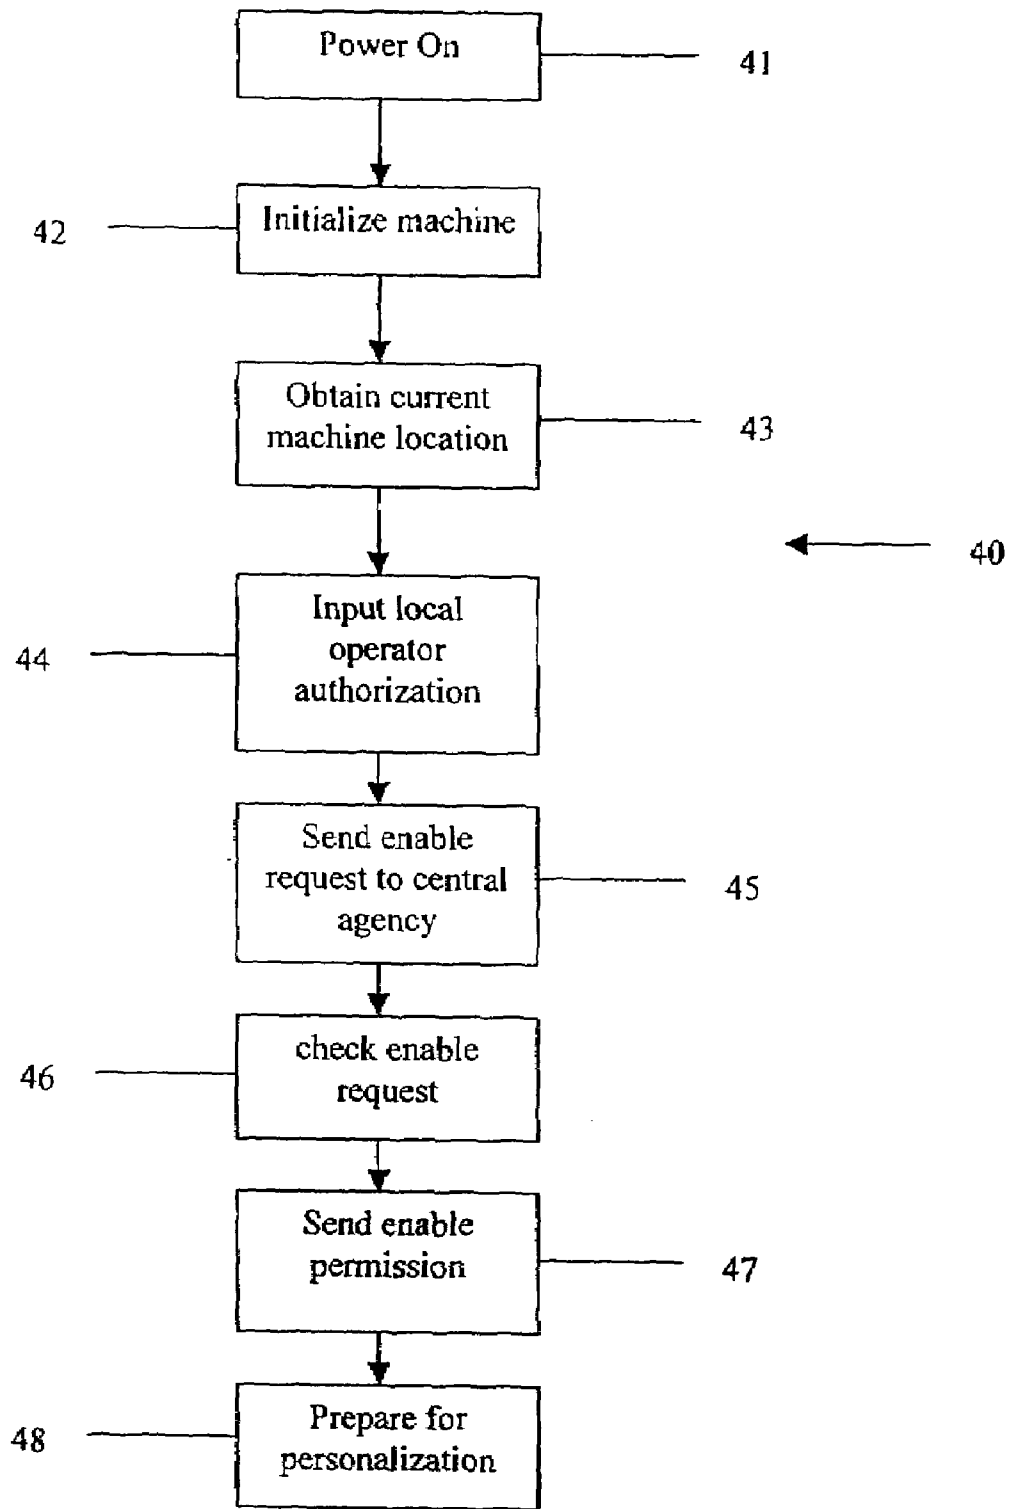 Power On
41
Initialize machine
42
Obtain current
machine location
43
40
Input local
operator
authorization
44
Send enable
request to central
agency
45
check enable
request
46
Send enable
permission
47
Prepare for
personalization
48